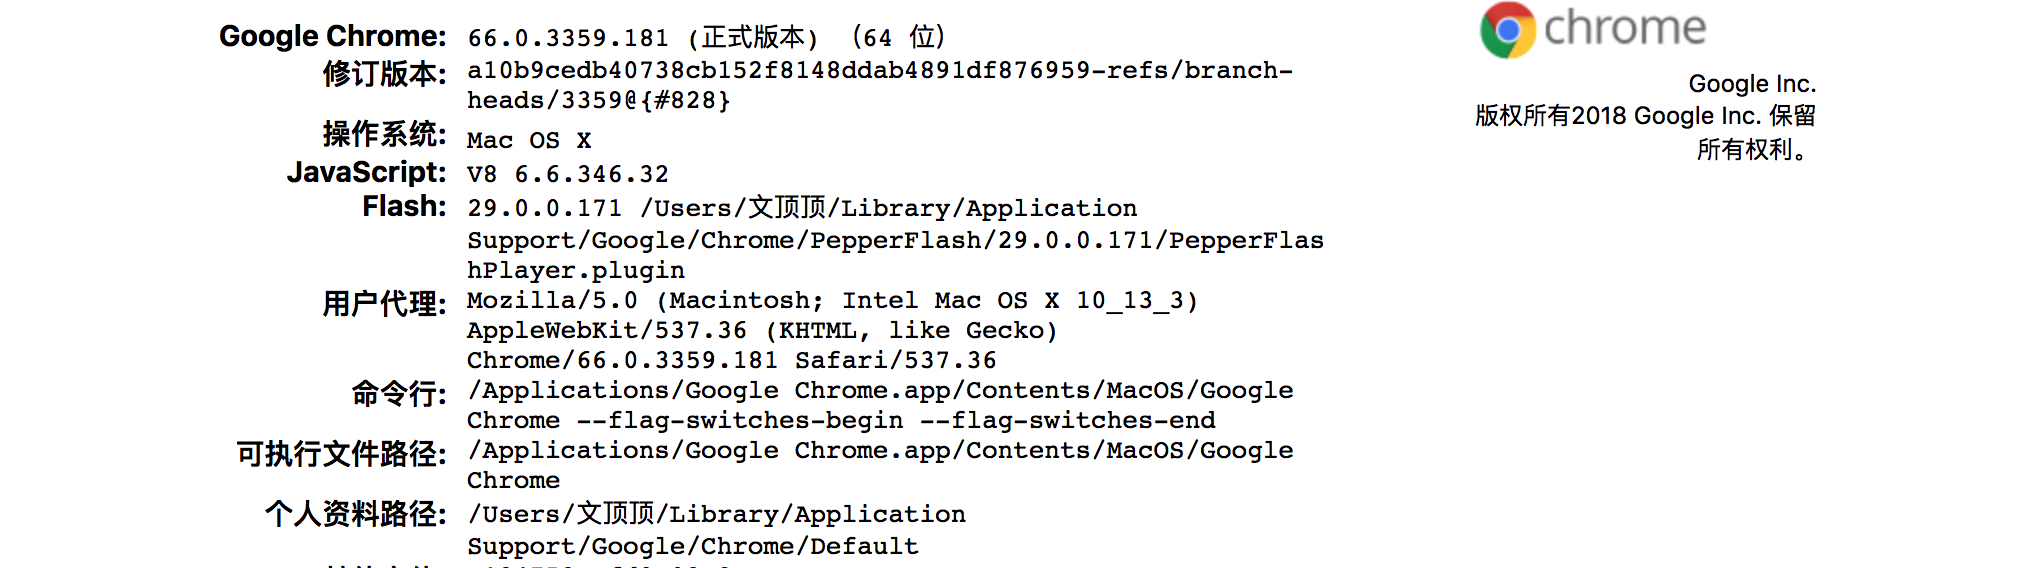 Google Chrome: 66.0.3359.181 (正式版本) （64 位）
修订版本: a10b9cedb40738cb152f8148ddab4891df876959-refs/branch-
heads/3359@{#828}
操作系统: Mac OS X
JavaScript: V8 6.6.346.32
Flash: 29.0.0.171 /Users/文顶顶/Library/Application
Support/Google/Chrome/PepperFlash/29.0.0.171/PepperFlas
hPlayer.plugin
用户代理: Mozilla/5.0 (Macintosh; Intel Mac OS X 10_13_3)
AppleWebKit/537.36 (KHTML, like Gecko)
Chrome/66.0.3359.181 Safari/537.36
命令行: /Applications/Google Chrome.app/Contents/MacOS/Google
Chrome --flag-switches-begin --flag-switches-end
可执行文件路径: /Applications/Google Chrome.app/Contents/MacOS/Google
Chrome
个人资料路径: /Users/文顶顶/Library/Application
Support/Google/Chrome/Default
chrome
Google Inc.
版权所有2018 Google Inc. 保留
所有权利。